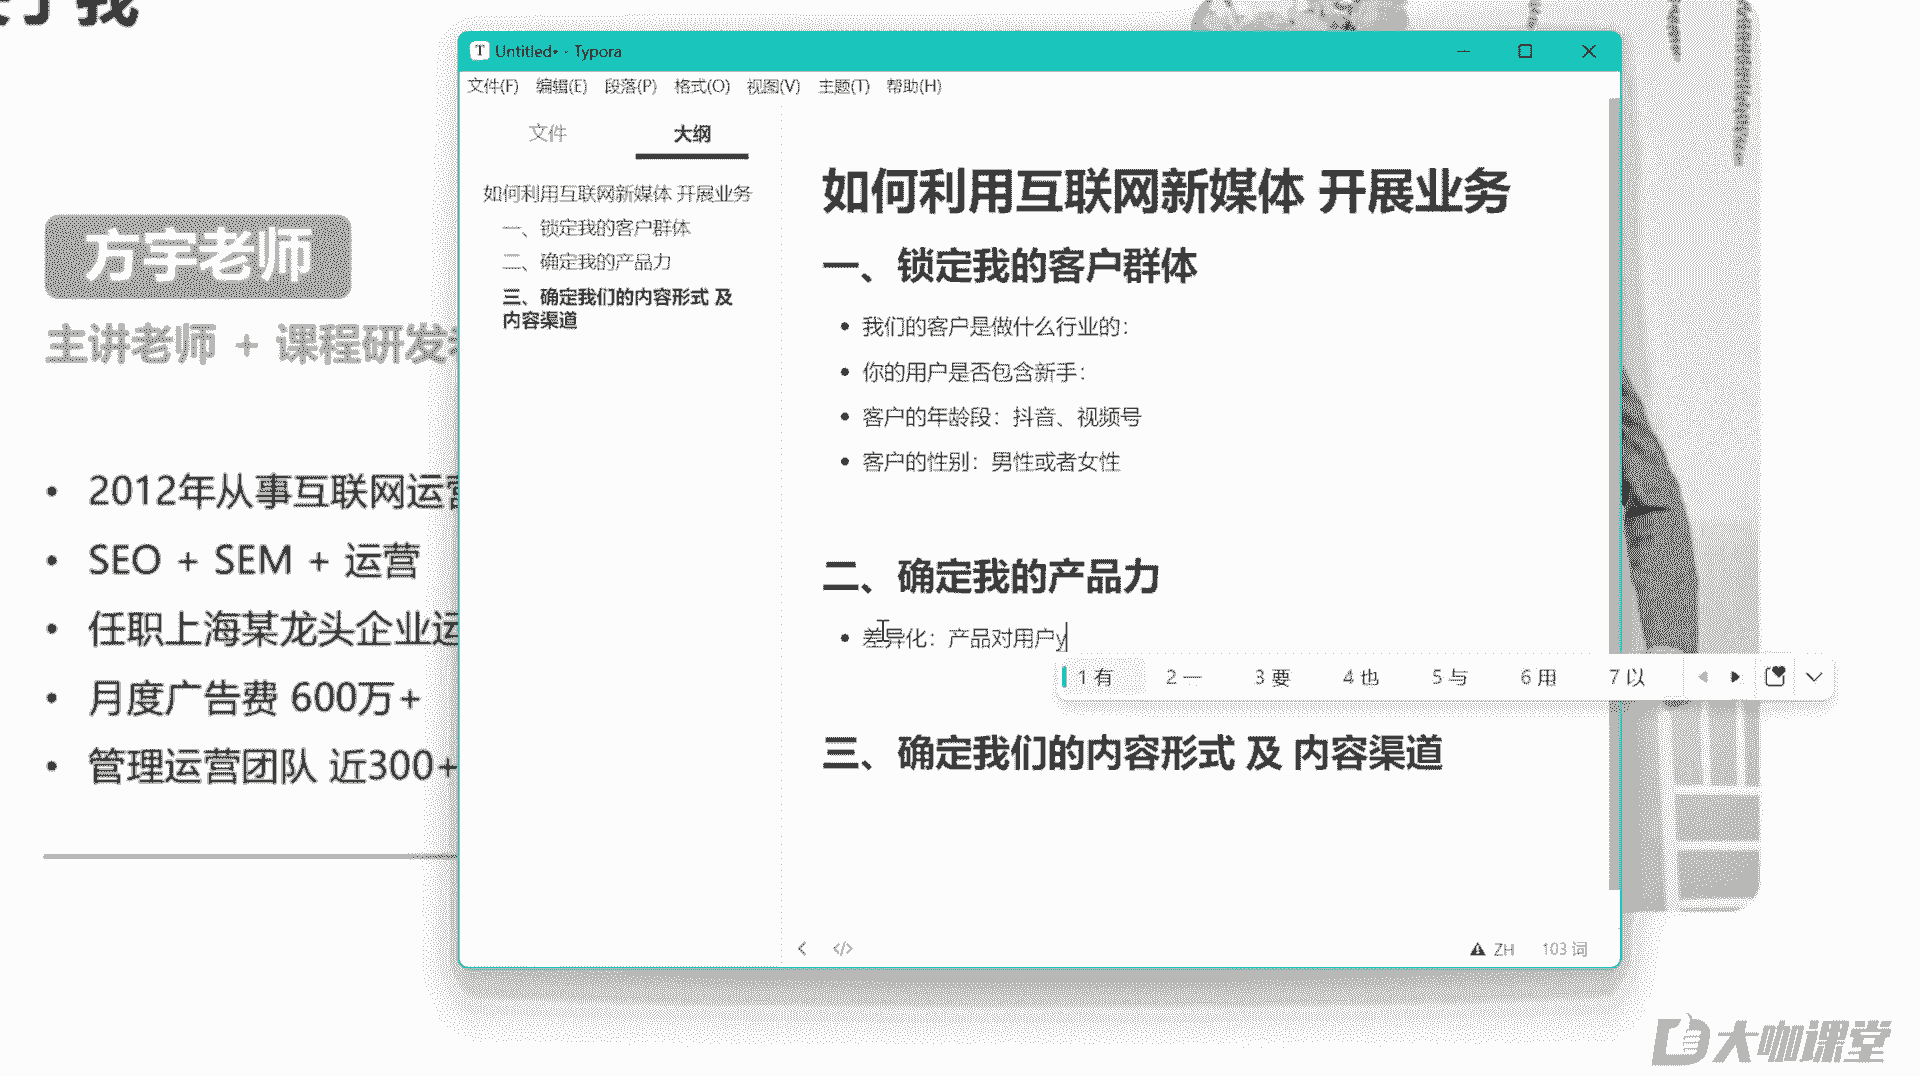 Untitled• - Typora
文件(F) 编辑(E) 段落(P) 格式(O) 视图(V) 主题(T) 帮助(H)
文件 大纲
如何利用互联网新媒体 开展业务
一、锁定我的客户群体
二、确定我的产品力
三、确定我们的内容形式 及
内容渠道
如何利用互联网新媒体 开展业务
一、锁定我的客户群体
• 我们的客户是做什么行业的：
• 你的用户是否包含新手：
• 客户的年龄段：抖音、视频号
• 客户的性别：男性或者女性
二、确定我的产品力
• 差异化：产品对用户y
1 有 2 一 3 要 4 也 5 与 6 用 7 以
三、确定我们的内容形式 及 内容渠道
ZH 103 词
方宇老师
主讲老师 + 课程研发
• 2012年从事互联网运营
• SEO + SEM + 运营
• 任职上海某龙头企业运
• 月度广告费 600万+
• 管理运营团队 近300+
大咖课堂